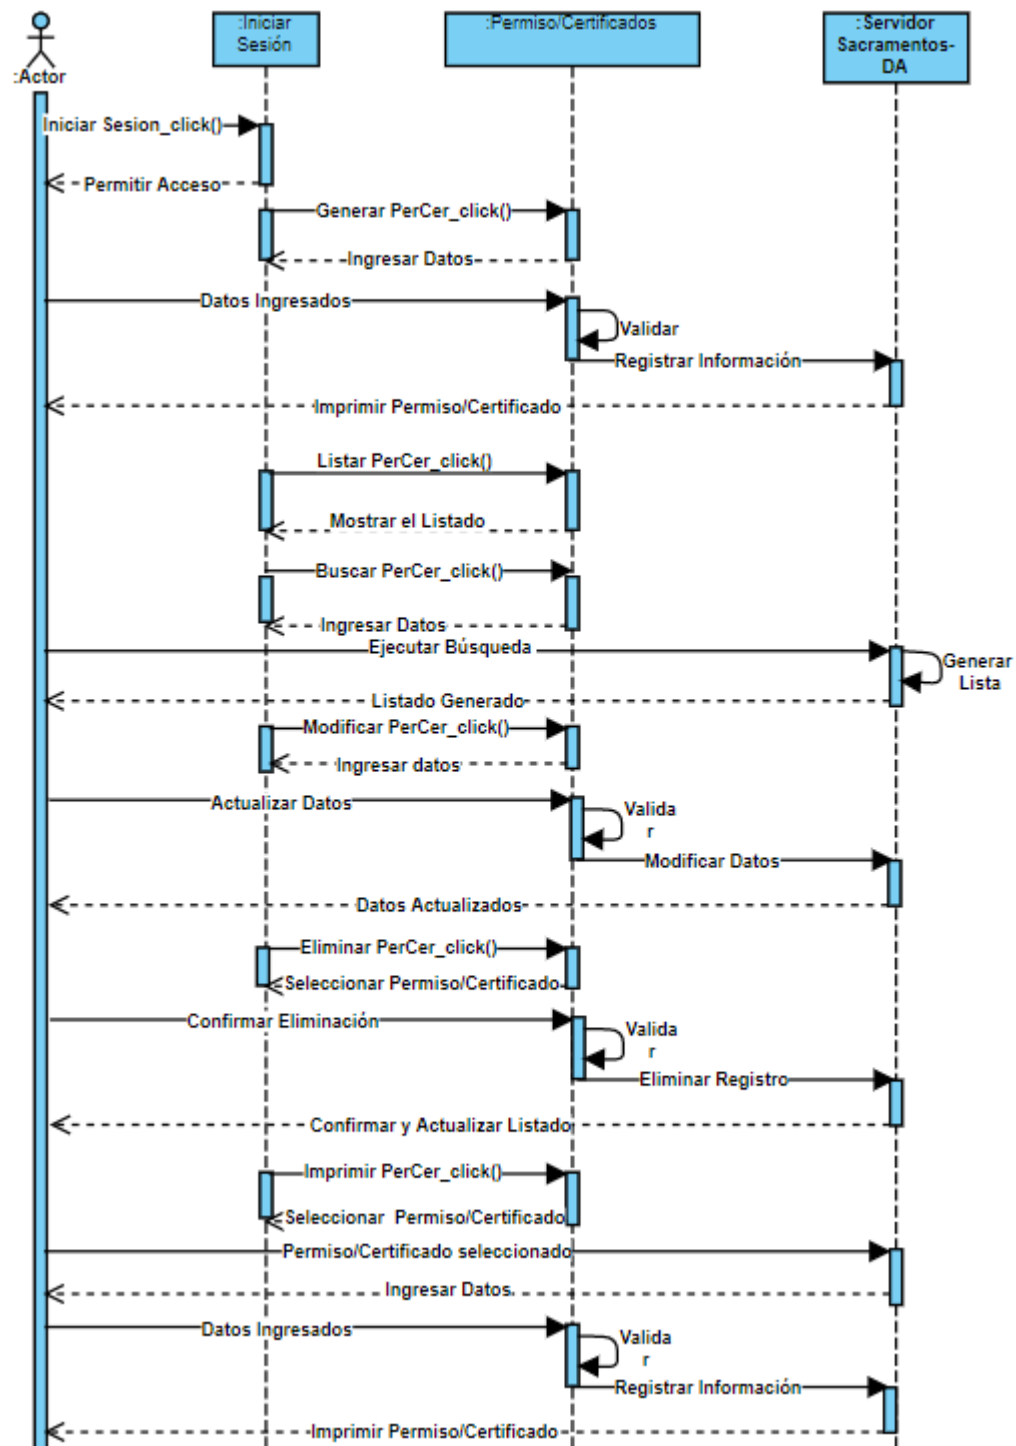 :Iniciar
Sesión
:Permiso/Certificados
:Servidor
Sacramentos-
DA
:Actor
Iniciar Sesion_click()
Permitir Acceso
Generar PerCer_click()
Ingresar Datos
Datos Ingresados
Validar
Registrar Información
Imprimir Permiso/Certificado
Listar PerCer_click()
Mostrar el Listado
Buscar PerCer_click()
Ingresar Datos
Ejecutar Búsqueda
Generar
Lista
Listado Generado
Modificar PerCer_click()
Ingresar datos
Actualizar Datos
Valida
r
Modificar Datos
Datos Actualizados
Eliminar PerCer_click()
Seleccionar Permiso/Certificado
Confirmar Eliminación
Valida
r
Eliminar Registro
Confirmar y Actualizar Listado
Imprimir PerCer_click()
Seleccionar Permiso/Certificado
Permiso/Certificado seleccionado
Ingresar Datos
Datos Ingresados
Valida
r
Registrar Información
Imprimir Permiso/Certificado